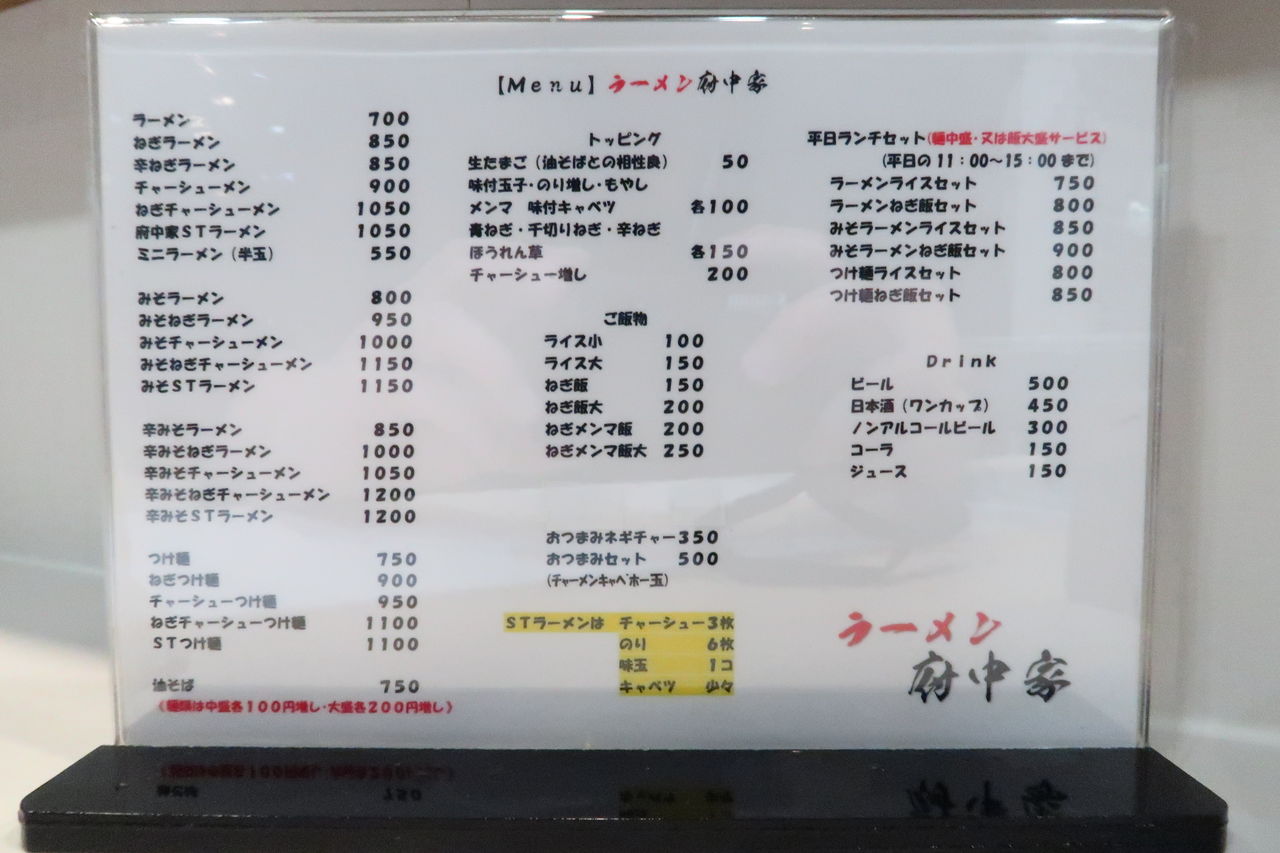 【Menu】ラーメン府中家
ラーメン 700
ねぎラーメン 850
辛ねぎラーメン 850
チャーシューメン 900
ねぎチャーシューメン 1050
府中家STラーメン 1050
ミニラーメン（半玉） 550
みそラーメン 800
みそねぎラーメン 950
みそチャーシューメン 1000
みそねぎチャーシューメン 1150
みそSTラーメン 1150
辛みそラーメン 850
辛みそねぎラーメン 1000
辛みそチャーシューメン 1050
辛みそねぎチャーシューメン 1200
辛みそSTラーメン 1200
つけ麺 750
ねぎつけ麺 900
チャーシューつけ麺 950
ねぎチャーシューつけ麺 1100
STつけ麺 1100
油そば 750
（麺類は中盛各100円増し・大盛各200円増し）
トッピング
生たまご（油そばとの相性良） 50
味付玉子・のり増し・もやし
メンマ 味付キャベツ 各100
青ねぎ・千切りねぎ・辛ねぎ
ほうれん草 各150
チャーシュー増し 200
ご飯物
ライス小 100
ライス大 150
ねぎ飯 150
ねぎ飯大 200
ねぎメンマ飯 200
ねぎメンマ飯大 250
おつまみネギチャー 350
おつまみセット 500
（チャーメンキャベホー玉）
STラーメンは チャーシュー3枚
のり 6枚
味玉 1コ
キャベツ 少々
平日ランチセット（麺中盛・又は飯大盛サービス）
（平日の11：00～15：00まで）
ラーメンライスセット 750
ラーメンねぎ飯セット 800
みそラーメンライスセット 850
みそラーメンねぎ飯セット 900
つけ麺ライスセット 800
つけ麺ねぎ飯セット 850
Drink
ビール 500
日本酒（ワンカップ） 450
ノンアルコールビール 300
コーラ 150
ジュース 150
ラーメン
府中家